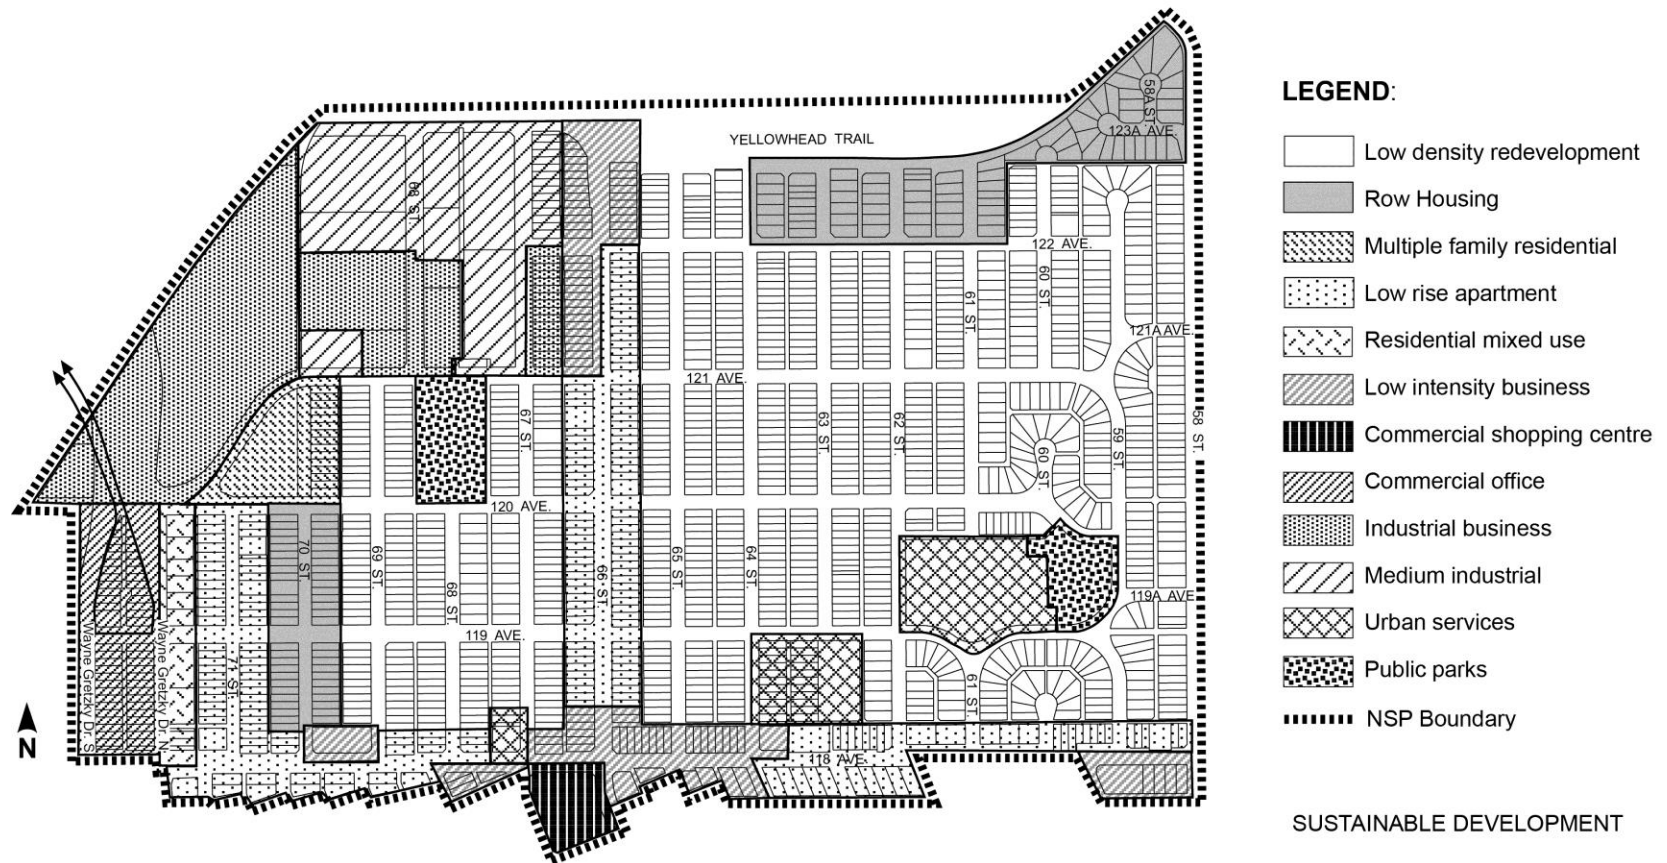 YELLOWHEAD TRAIL
58A ST.
123A AVE.
122 AVE.
61 ST.
60 ST.
121A AVE.
121 AVE.
67 ST.
63 ST.
62 ST.
59 ST.
58 ST.
60 ST.
120 AVE.
70 ST.
69 ST.
68 ST
66 ST.
65 ST.
64 ST.
119A AVE.
119 AVE.
71 ST.
61 ST.
Wayne Gretzky Dr. S
Wayne Gretzky Dr. N
118 AVE.
N
LEGEND:
Low density redevelopment
Row Housing
Multiple family residential
Low rise apartment
Residential mixed use
Low intensity business
Commercial shopping centre
Commercial office
Industrial business
Medium industrial
Urban services
Public parks
NSP Boundary
SUSTAINABLE DEVELOPMENT